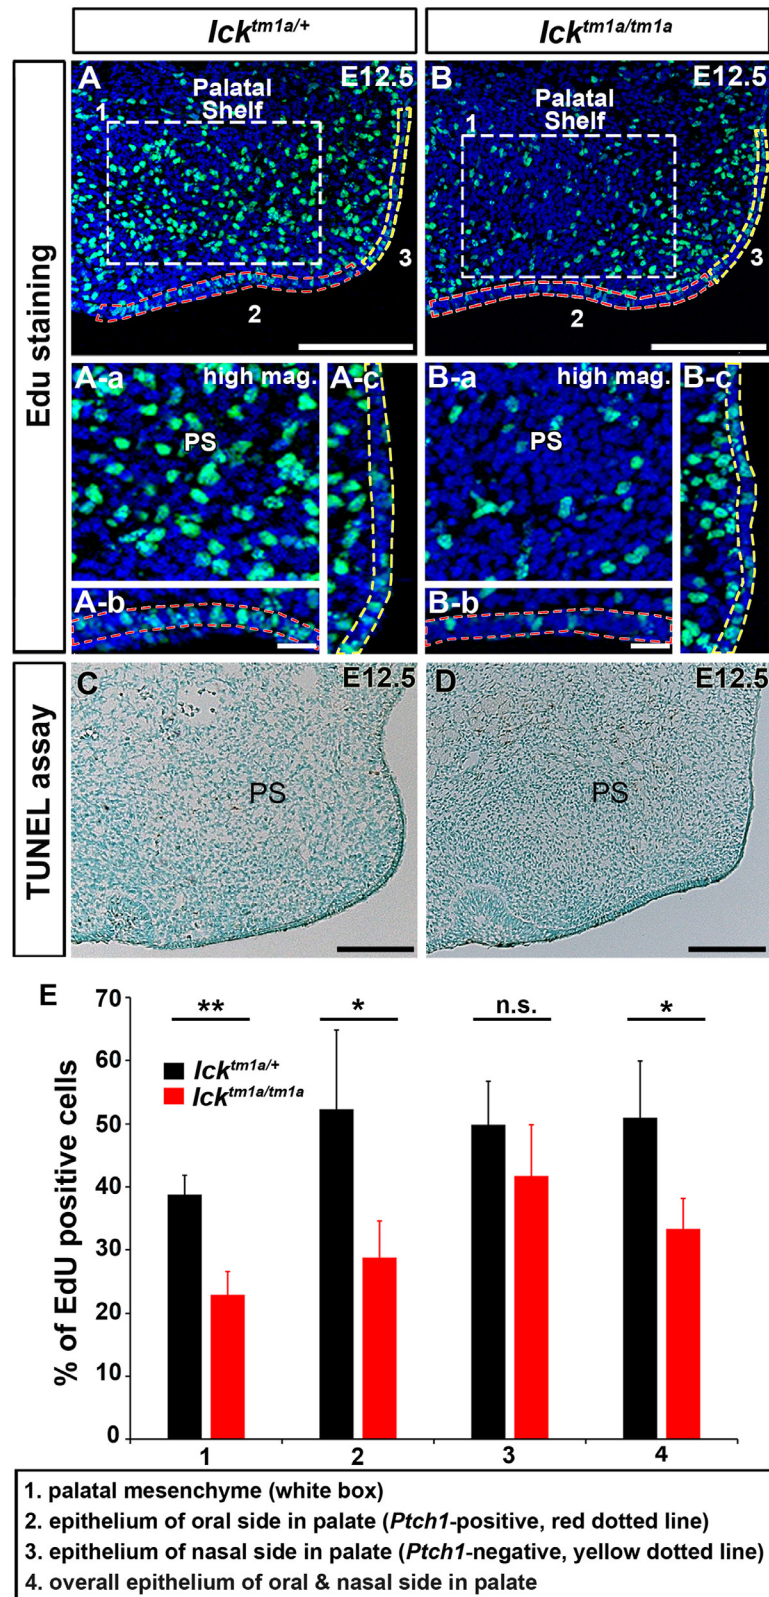 Ick^tm1a/+
Ick^tm1a/tm1a
Edu staining
A
E12.5
Palatal
Shelf
1
2
3
B
E12.5
Palatal
Shelf
1
2
3
A-a
high mag.
PS
A-c
A-b
B-a
high mag.
PS
B-c
B-b
TUNEL assay
C
E12.5
PS
D
E12.5
PS
E
% of EdU positive cells
70
60
50
40
30
20
10
0
**
*
n.s.
*
Ick^tm1a/+
Ick^tm1a/tm1a
1 2 3 4
1. palatal mesenchyme (white box)
2. epithelium of oral side in palate (Ptch1-positive, red dotted line)
3. epithelium of nasal side in palate (Ptch1-negative, yellow dotted line)
4. overall epithelium of oral & nasal side in palate